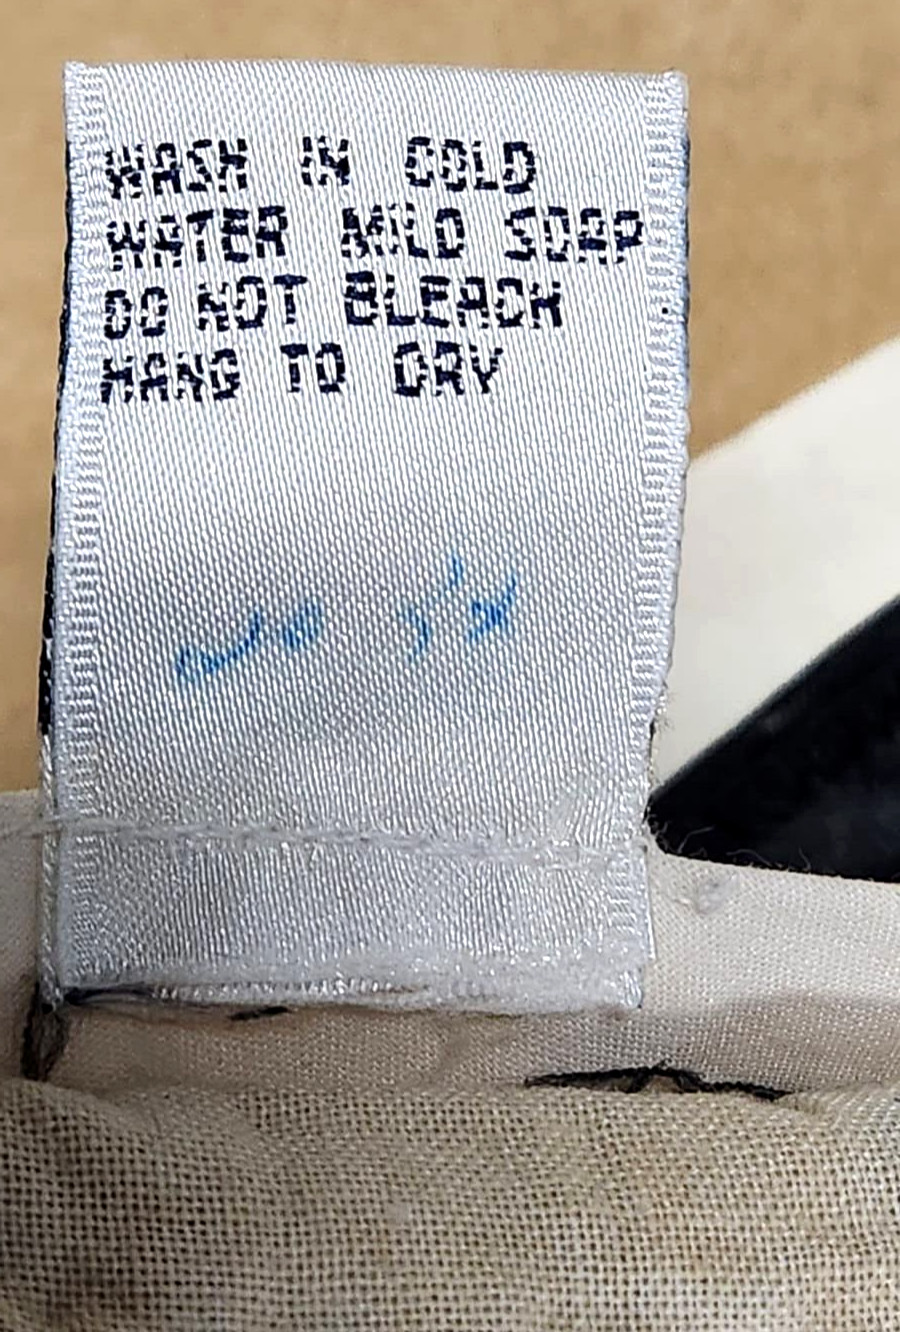 WASH IN COLD
WATER MILD SOAP
DO NOT BLEACH
HANG TO DRY